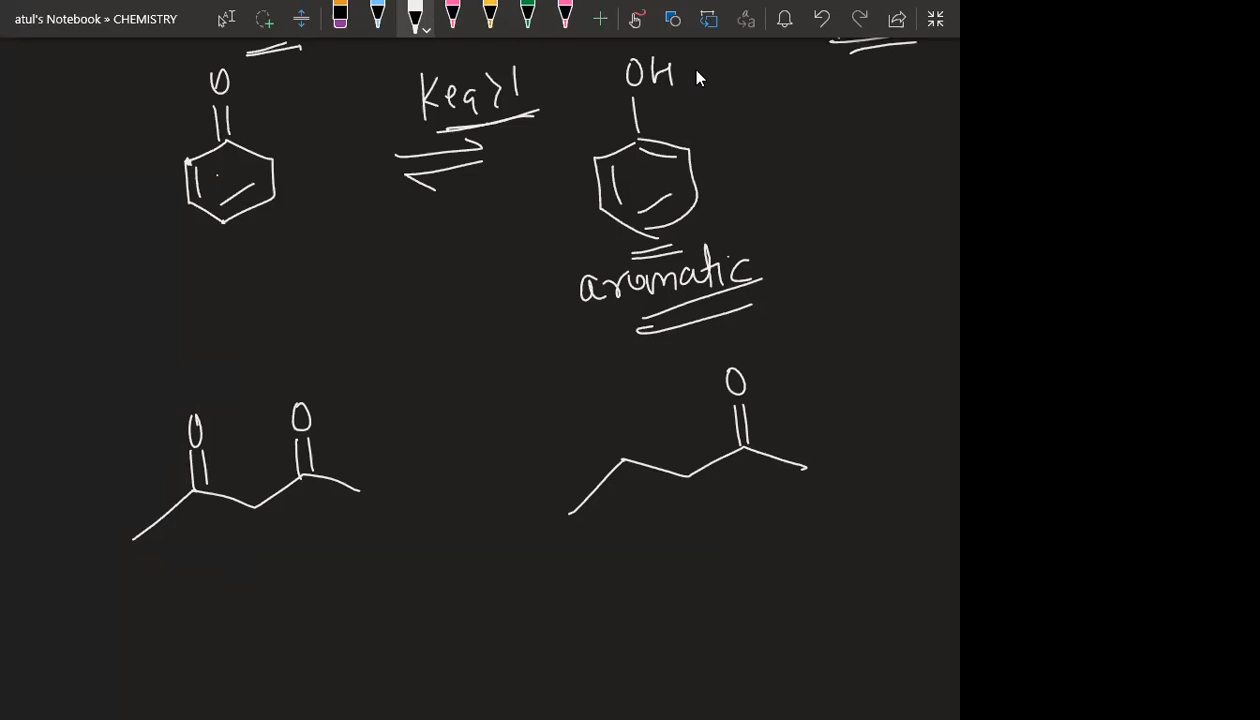 atul's Notebook » CHEMISTRY
O
Keq > 1
OH
aromatic
O
O
O